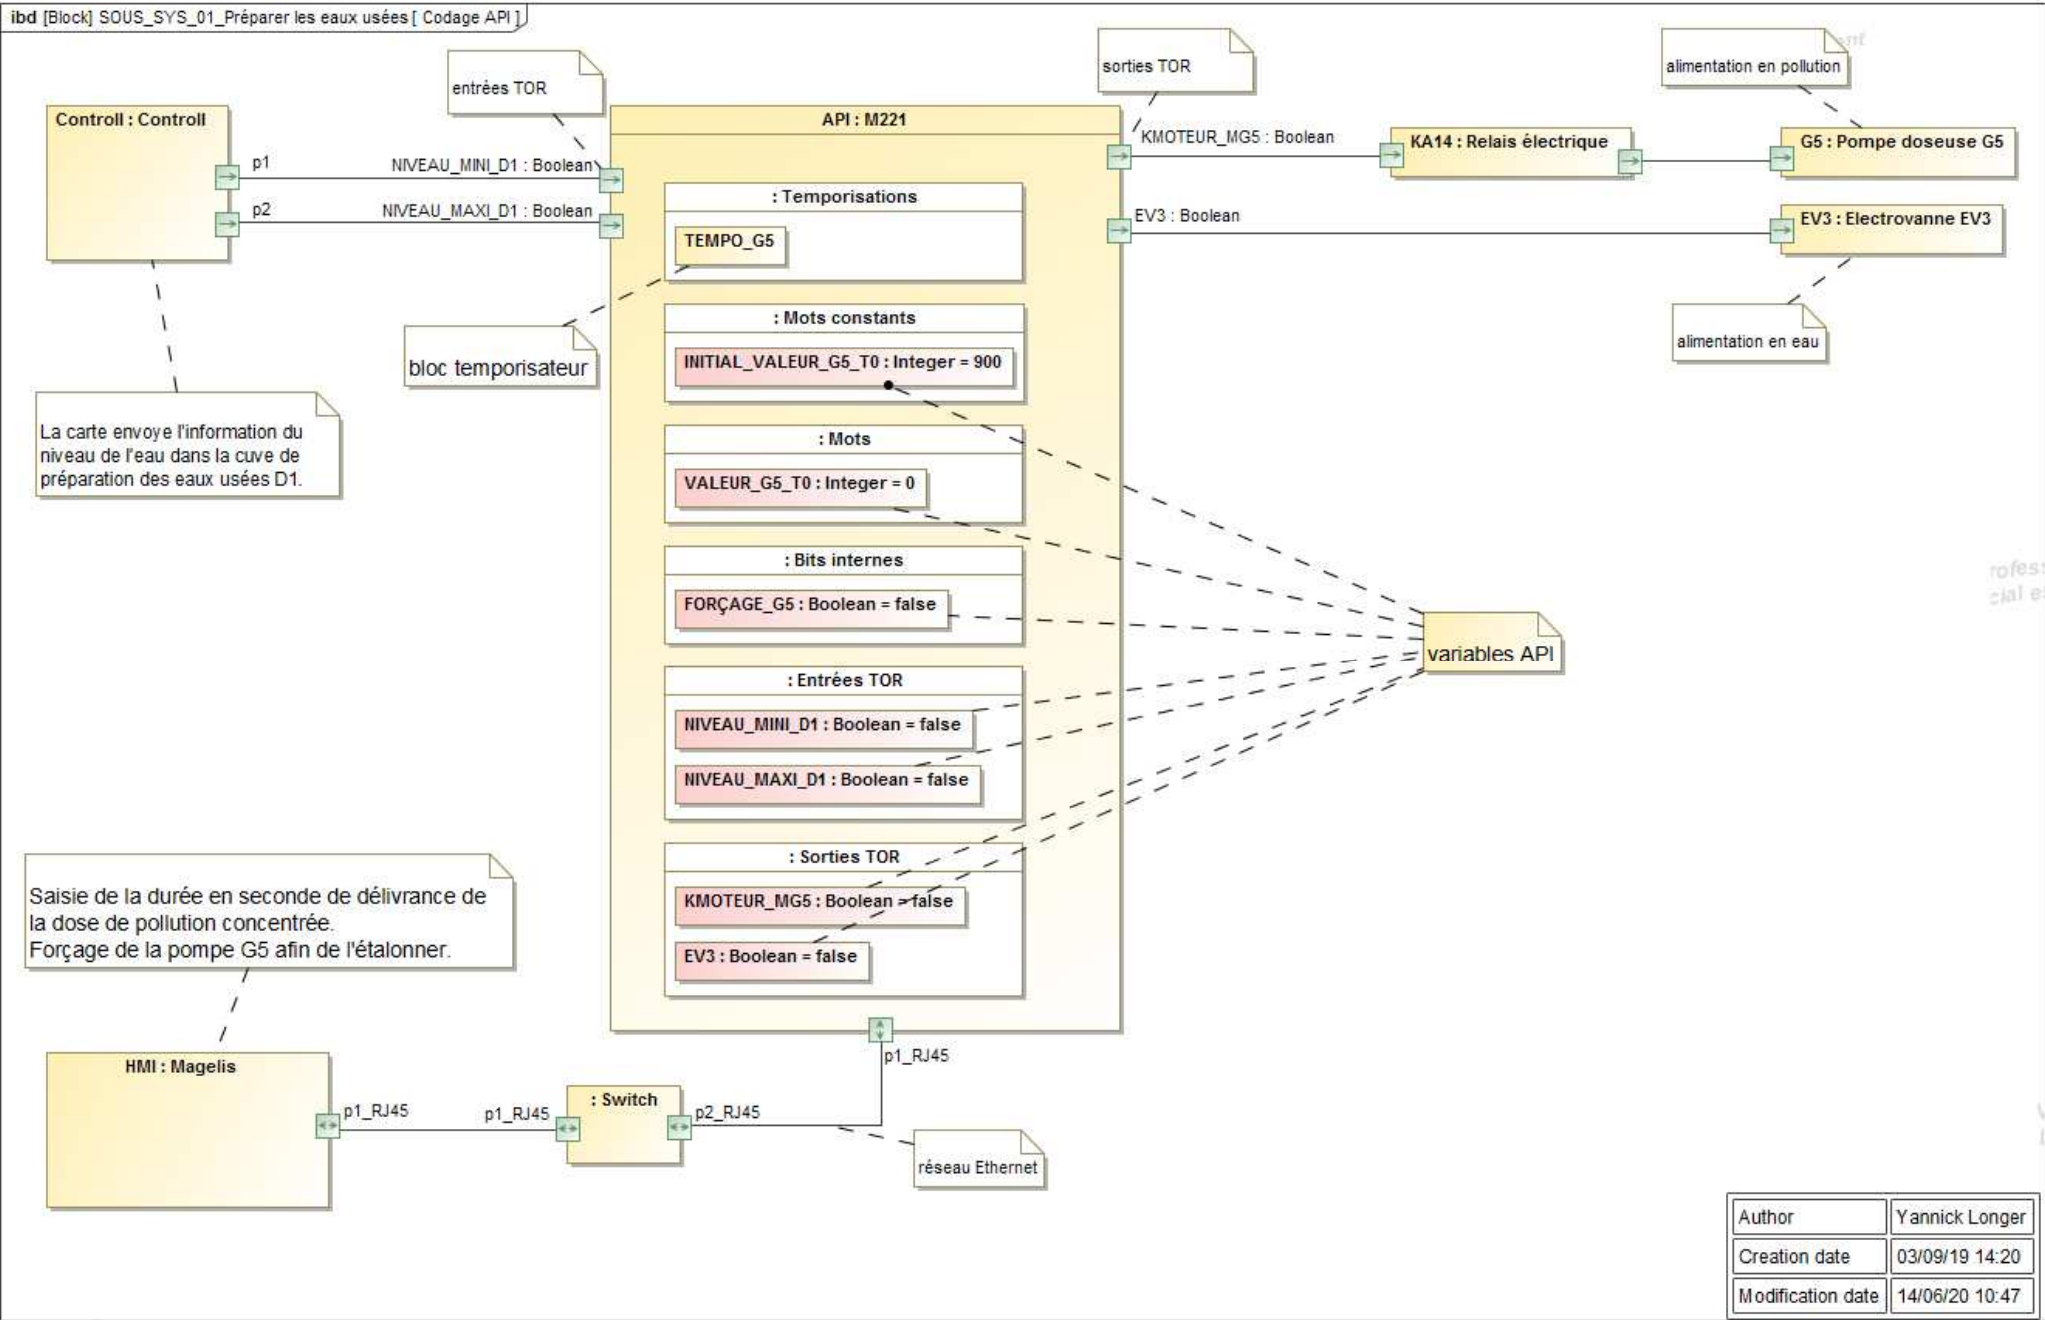 ibd [Block] SOUS_SYS_01_Préparer les eaux usées [ Codage API ]
entrées TOR
sorties TOR
alimentation en pollution
Controll : Controll
p1
NIVEAU_MINI_D1 : Boolean
p2
NIVEAU_MAXI_D1 : Boolean
API : M221
KMOTEUR_MG5 : Boolean
KA14 : Relais électrique
G5 : Pompe doseuse G5
EV3 : Boolean
EV3 : Electrovanne EV3
alimentation en eau
: Temporisations
TEMPO_G5
bloc temporisateur
: Mots constants
INITIAL_VALEUR_G5_T0 : Integer = 900
La carte envoye l'information du
niveau de l'eau dans la cuve de
préparation des eaux usées D1.
: Mots
VALEUR_G5_T0 : Integer = 0
: Bits internes
FORÇAGE_G5 : Boolean = false
variables API
: Entrées TOR
NIVEAU_MINI_D1 : Boolean = false
NIVEAU_MAXI_D1 : Boolean = false
: Sorties TOR
KMOTEUR_MG5 : Boolean = false
EV3 : Boolean = false
Saisie de la durée en seconde de délivrance de
la dose de pollution concentrée.
Forçage de la pompe G5 afin de l'étalonner.
HMI : Magelis
p1_RJ45
p1_RJ45
: Switch
p2_RJ45
p1_RJ45
réseau Ethernet
Author Yannick Longer
Creation date 03/09/19 14:20
Modification date 14/06/20 10:47